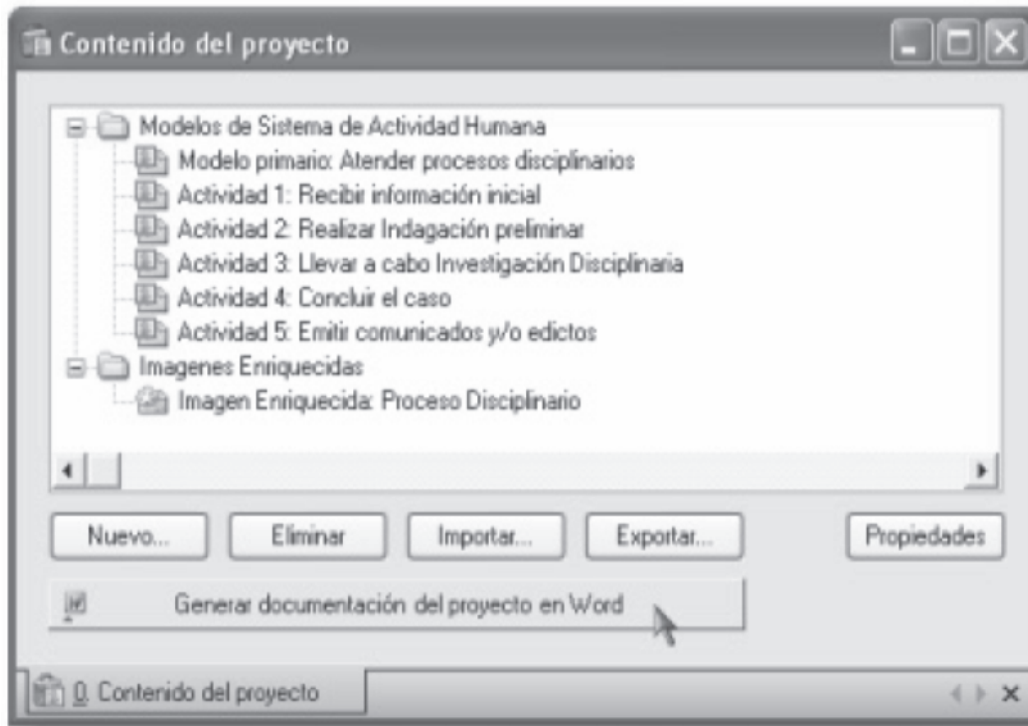 Contenido del proyecto
Modelos de Sistema de Actividad Humana
Modelo primario: Atender procesos disciplinarios
Actividad 1: Recibir información inicial
Actividad 2: Realizar Indagación preliminar
Actividad 3: Llevar a cabo Investigación Disciplinaria
Actividad 4: Concluir el caso
Actividad 5: Emitir comunicados y/o edictos
Imagenes Enriquecidas
Imagen Enriquecida: Proceso Disciplinario
Nuevo... Eliminar Importar... Exportar... Propiedades
Generar documentación del proyecto en Word
0. Contenido del proyecto